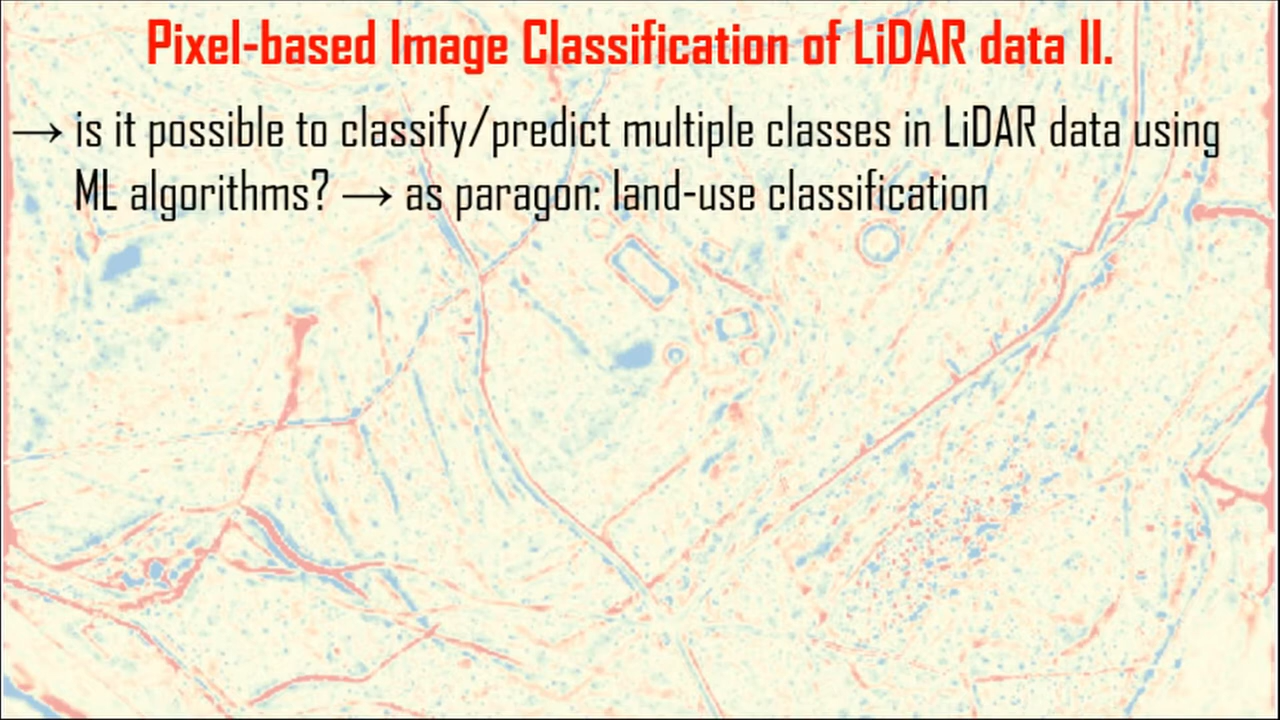 Pixel-based Image Classification of LiDAR data II.
→ is it possible to classify/predict multiple classes in LiDAR data using
ML algorithms? → as paragon: land-use classification